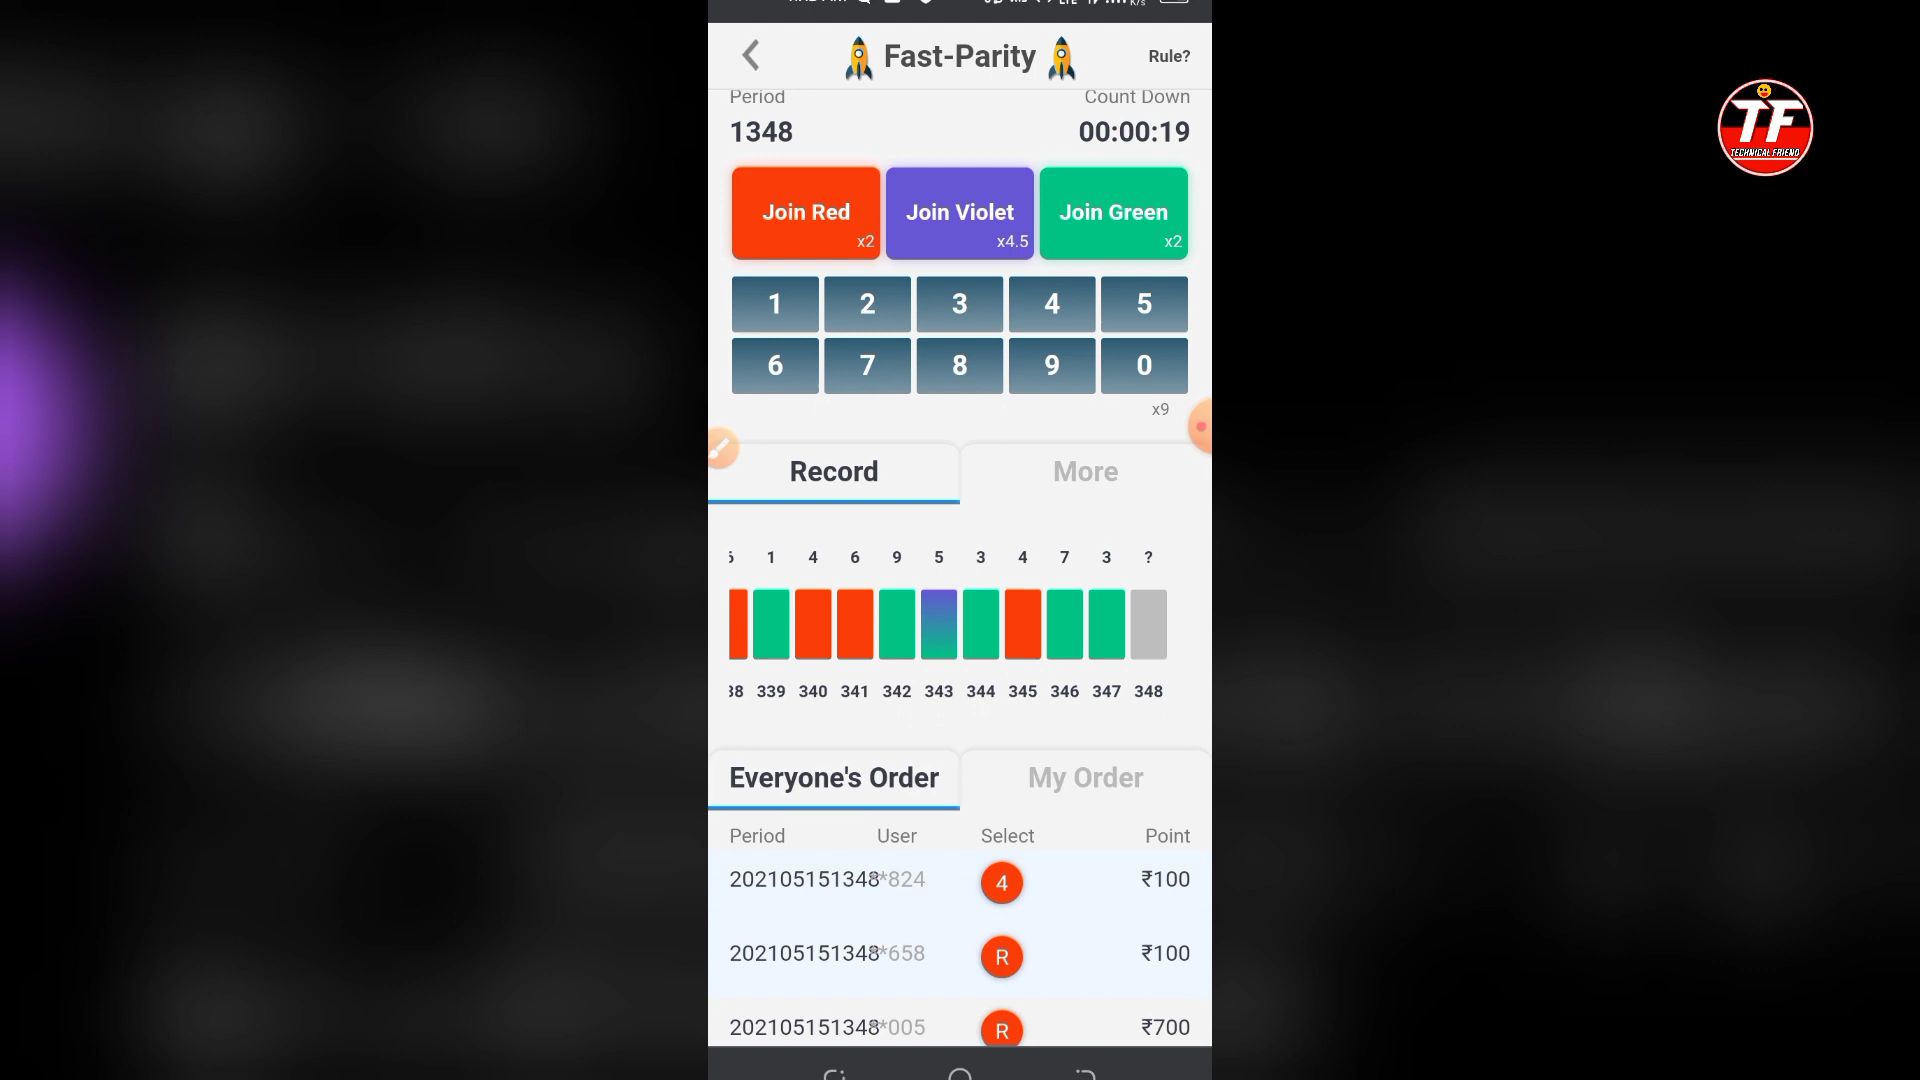 Fast-Parity
Rule?
Period
Count Down
1348
00:00:19
Join Red
x2
Join Violet
x4.5
Join Green
x2
1 2 3 4 5
6 7 8 9 0
x9
Record
More
1 4 6 9 5 3 4 7 3 ?
339 340 341 342 343 344 345 346 347 348
Everyone's Order
My Order
Period User Select Point
202105151348 *824 4 ₹100
202105151348 *658 R ₹100
202105151348 *005 R ₹700
TF
TECHNICAL FRIEND